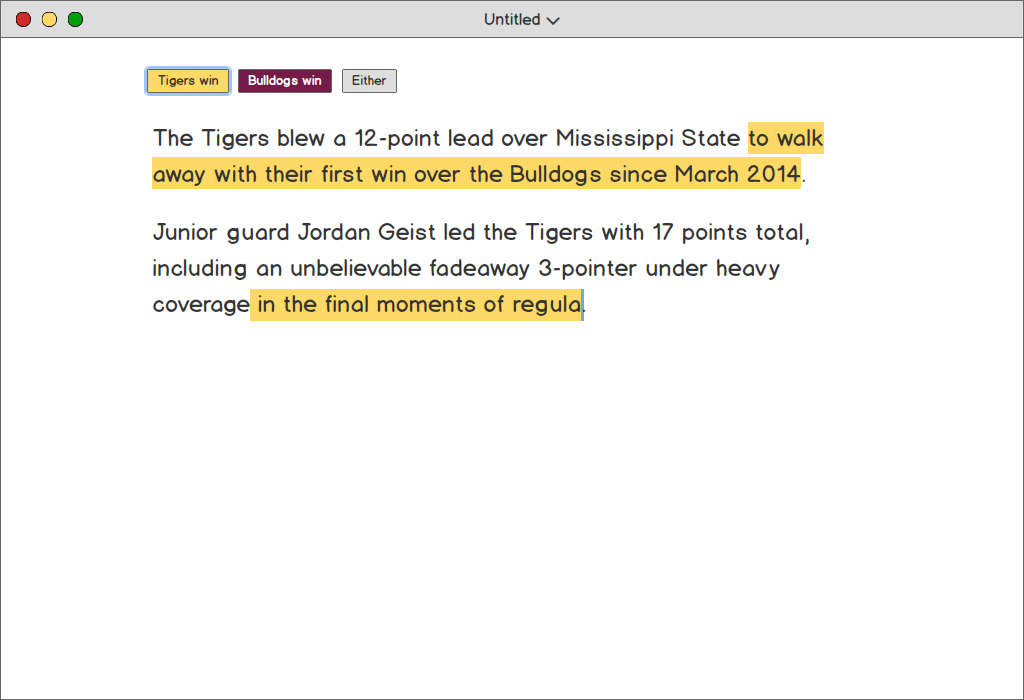 Untitled
Tigers win Bulldogs win Either
The Tigers blew a 12-point lead over Mississippi State to walk
away with their first win over the Bulldogs since March 2014.
Junior guard Jordan Geist led the Tigers with 17 points total,
including an unbelievable fadeaway 3-pointer under heavy
coverage in the final moments of regula.